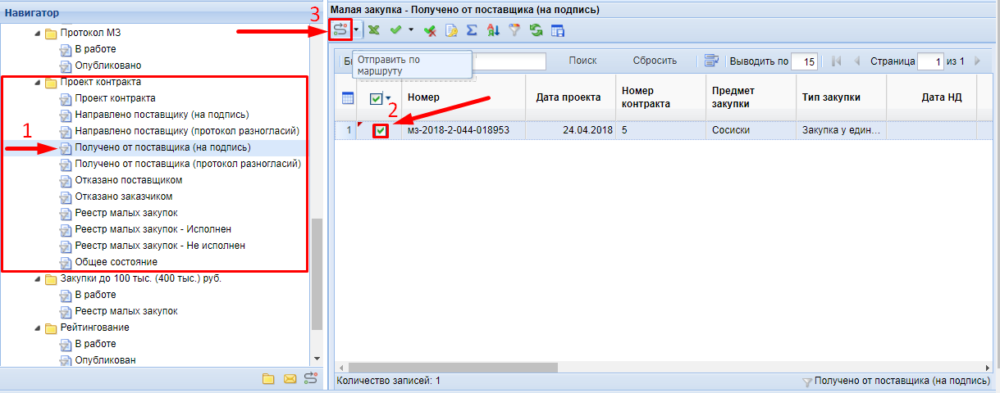 Навигатор
Протокол МЗ
В работе
Опубликовано
Проект контракта
Проект контракта
Направлено поставщику (на подпись)
Направлено поставщику (протокол разногласий)
1
Получено от поставщика (на подпись)
Получено от поставщика (протокол разногласий)
Отказано поставщиком
Отказано заказчиком
Реестр малых закупок
Реестр малых закупок - Исполнен
Реестр малых закупок - Не исполнен
Общее состояние
Закупки до 100 тыс. (400 тыс.) руб.
В работе
Реестр малых закупок
Рейтингование
В работе
Опубликован
Малая закупка - Получено от поставщика (на подпись)
3
Отправить по
маршруту
Поиск Сбросить Выводить по 15 Страница 1 из 1
Номер Дата проекта Номер контракта Предмет закупки Тип закупки Дата НД
2
1 мз-2018-2-044-018953 24.04.2018 5 Сосиски Закупка у един...
Количество записей: 1 Получено от поставщика (на подпись)